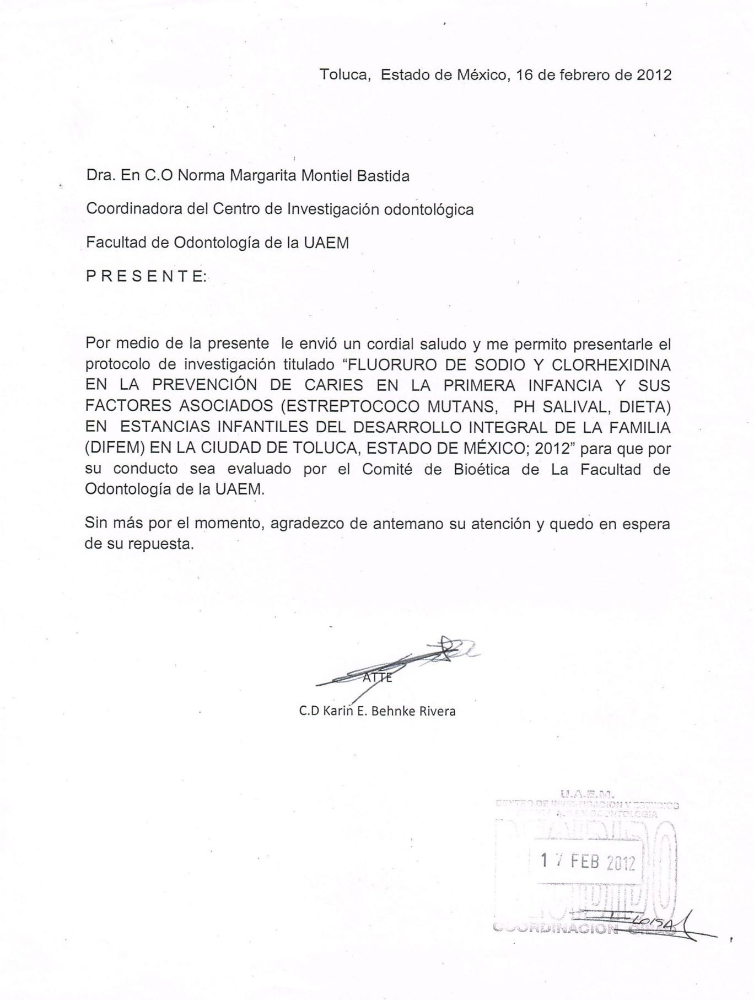 Toluca, Estado de México, 16 de febrero de 2012
Dra. En C.O Norma Margarita Montiel Bastida
Coordinadora del Centro de Investigación odontológica
Facultad de Odontología de la UAEM
P R E S E N T E:
Por medio de la presente le envió un cordial saludo y me permito presentarle el
protocolo de investigación titulado “FLUORURO DE SODIO Y CLORHEXIDINA
EN LA PREVENCIÓN DE CARIES EN LA PRIMERA INFANCIA Y SUS
FACTORES ASOCIADOS (ESTREPTOCOCO MUTANS, PH SALIVAL, DIETA)
EN ESTANCIAS INFANTILES DEL DESARROLLO INTEGRAL DE LA FAMILIA
(DIFEM) EN LA CIUDAD DE TOLUCA, ESTADO DE MÉXICO; 2012” para que por
su conducto sea evaluado por el Comité de Bioética de La Facultad de
Odontología de la UAEM.
Sin más por el momento, agradezco de antemano su atención y quedo en espera
de su repuesta.
ATTE
C.D Karin E. Behnke Rivera
U.A.E.M.
CENTRO DE INVESTIGACION Y ESTUDIOS
ODONTOLOGIA
17 FEB 2012
COORDINACION